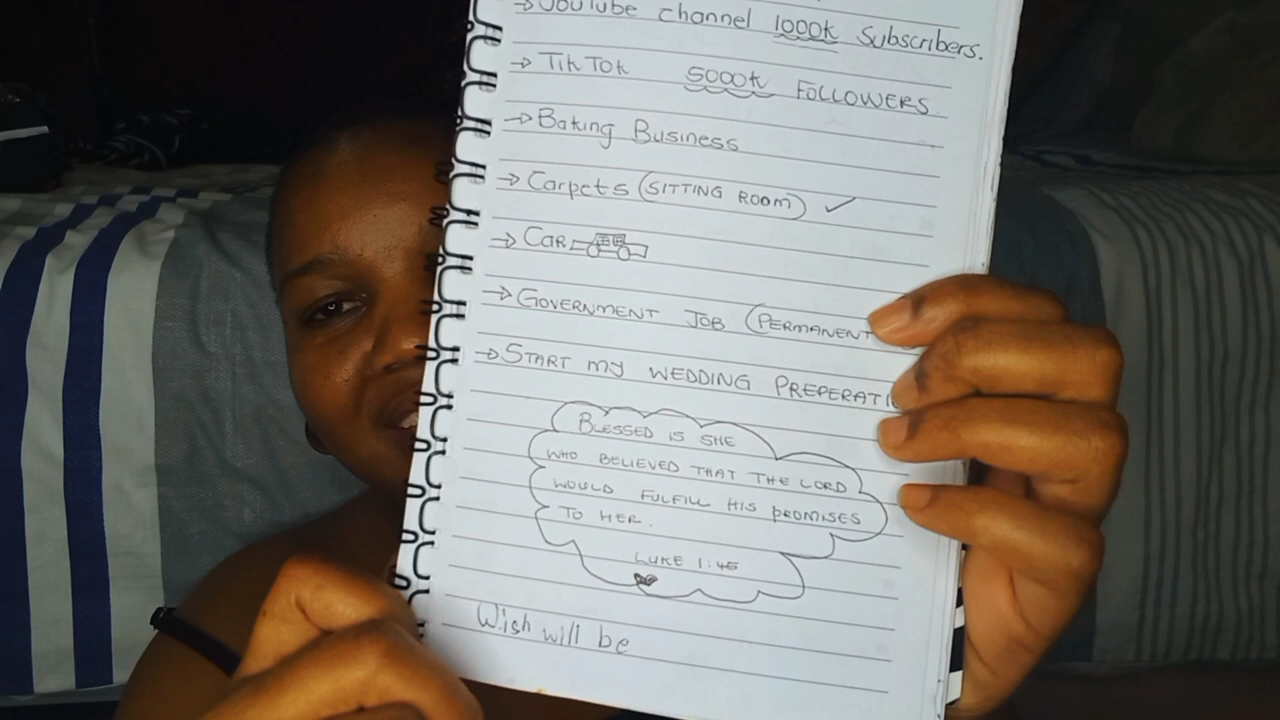 → YouTube channel 1000k Subscribers.
→ TikTok 5000k FOLLOWERS.
→ Baking Business
→ Carpets (SITTING ROOM) ✓
→ CAR
→ GOVERNMENT JOB (PERMANENT
→ START my WEDDING PREPERATI
BLESSED IS SHE
WHO BELIEVED THAT THE LORD
WOULD FULFILL HIS PROMISES
TO HER.
LUKE 1:45
Wish will be